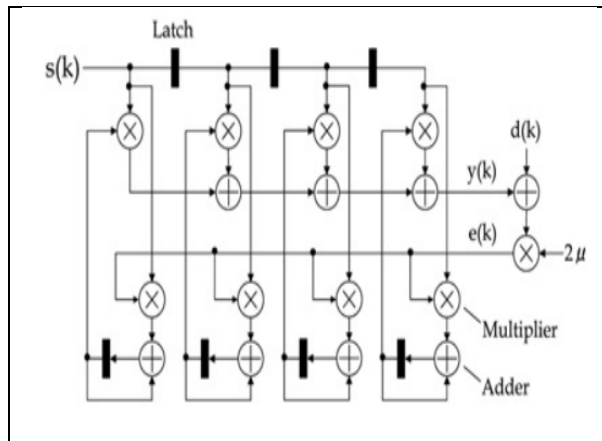 Latch
s(k)
d(k)
y(k)
e(k)
2μ
Multiplier
Adder